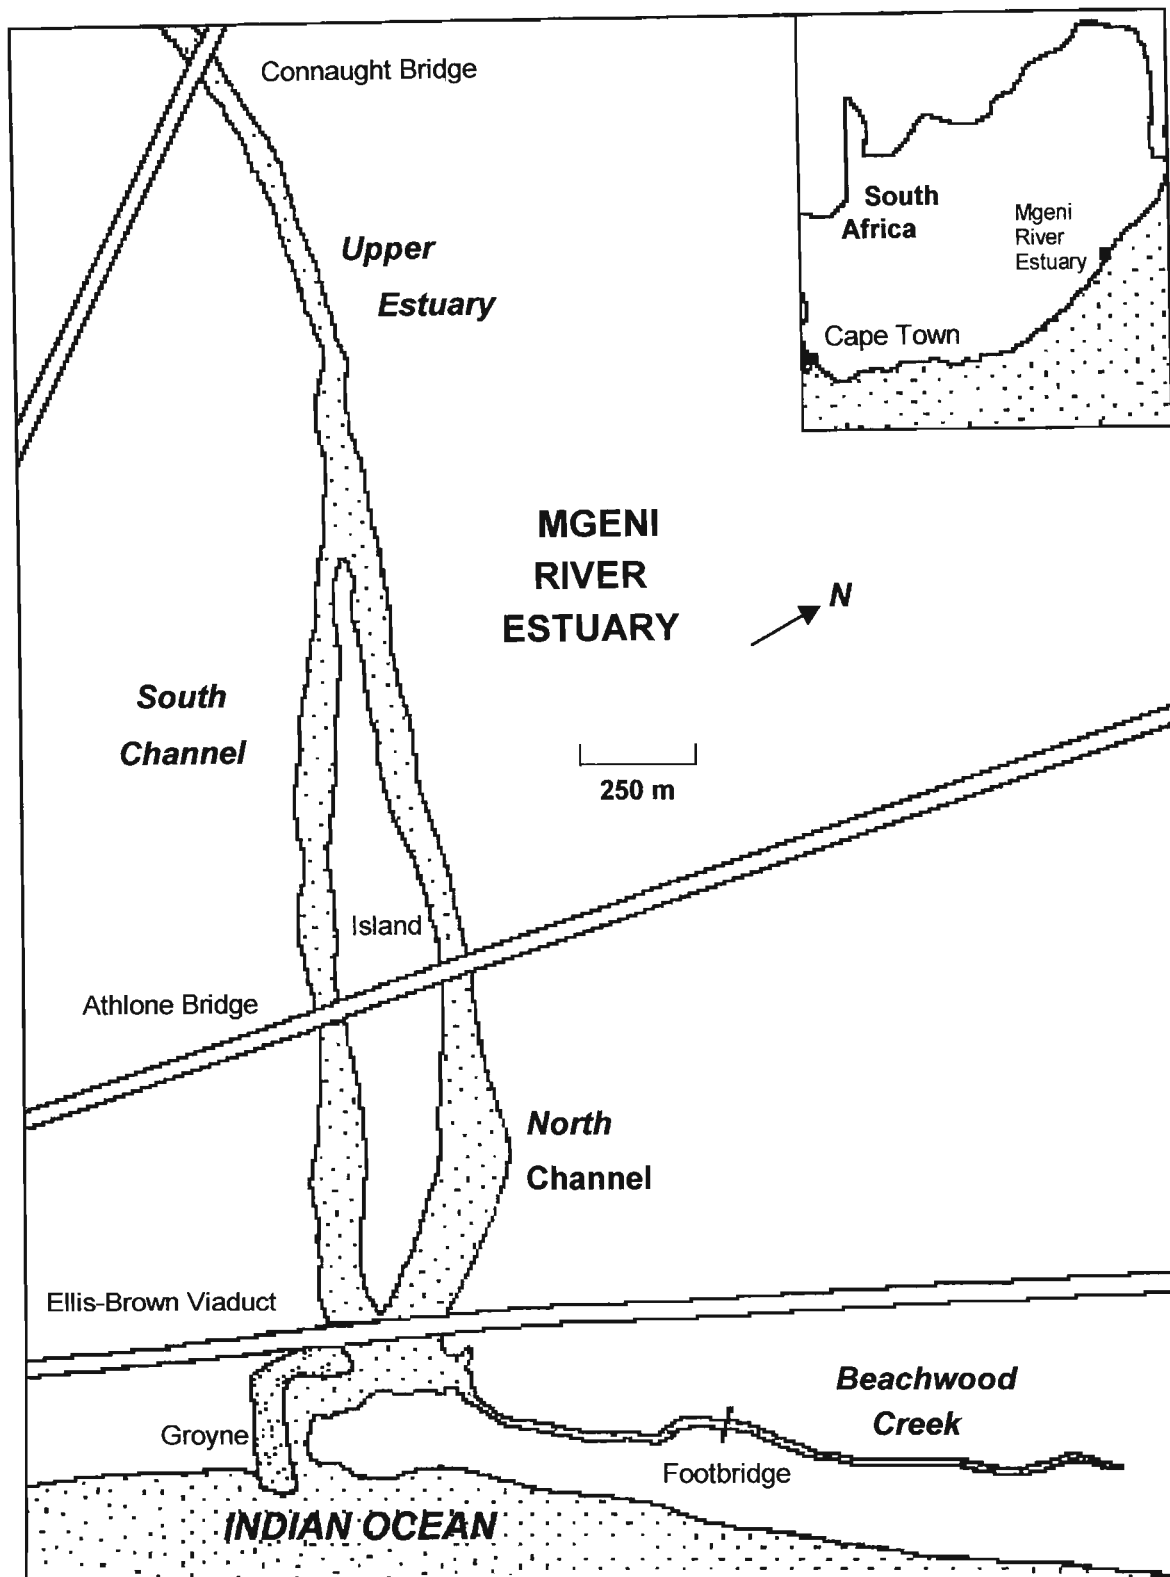 Connaught Bridge
South
Africa
Mgeni
River
Estuary
Cape Town
Upper
Estuary
MGENI
RIVER
ESTUARY
N
South
Channel
250 m
Island
Athlone Bridge
North
Channel
Ellis-Brown Viaduct
Beachwood
Creek
Groyne
Footbridge
INDIAN OCEAN